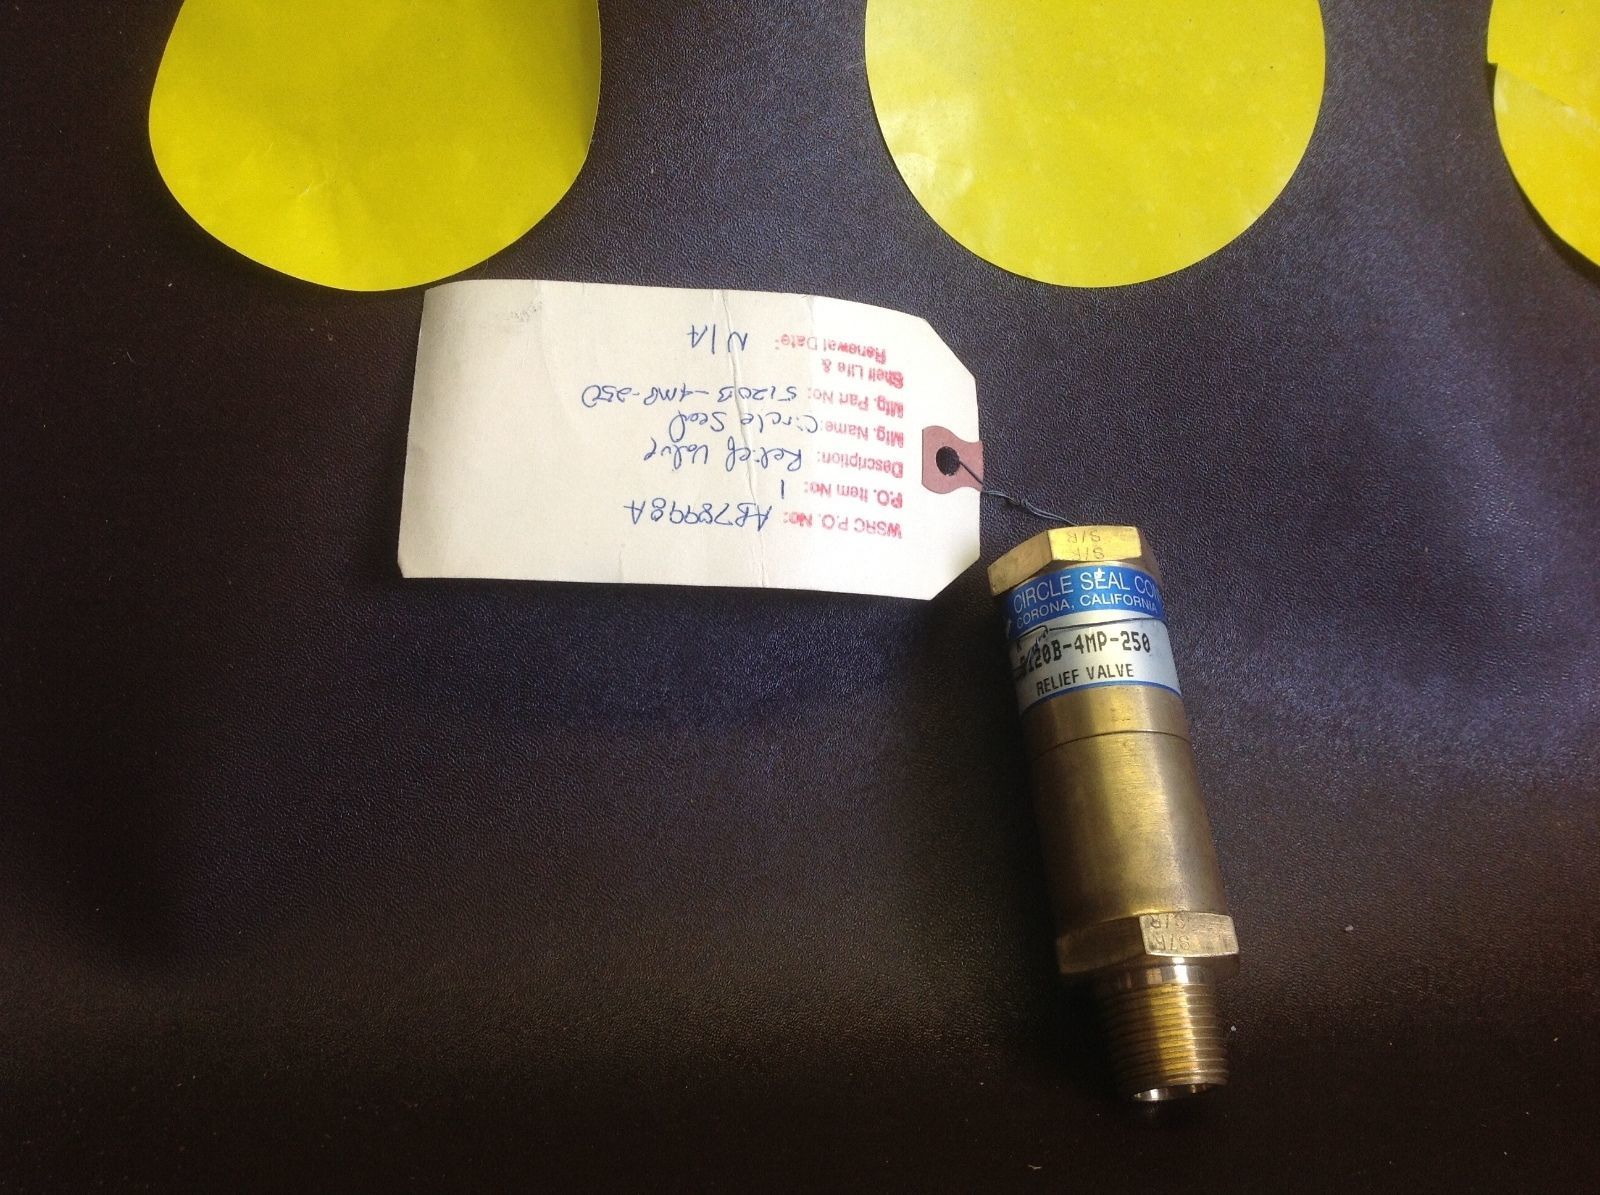 WSRC P.O. No: AB78998A
P.O. Item No: 1
Description: Relief Valve
Mfg. Name: Circle Seal
Mfg. Part No: 5120B-4MP-250
Shelf Life &
Renewal Date: N/A
S/R
S/R
CIRCLE SEAL CON
CORONA, CALIFORNIA
5120B-4MP-250
RELIEF VALVE
S/R
S/R